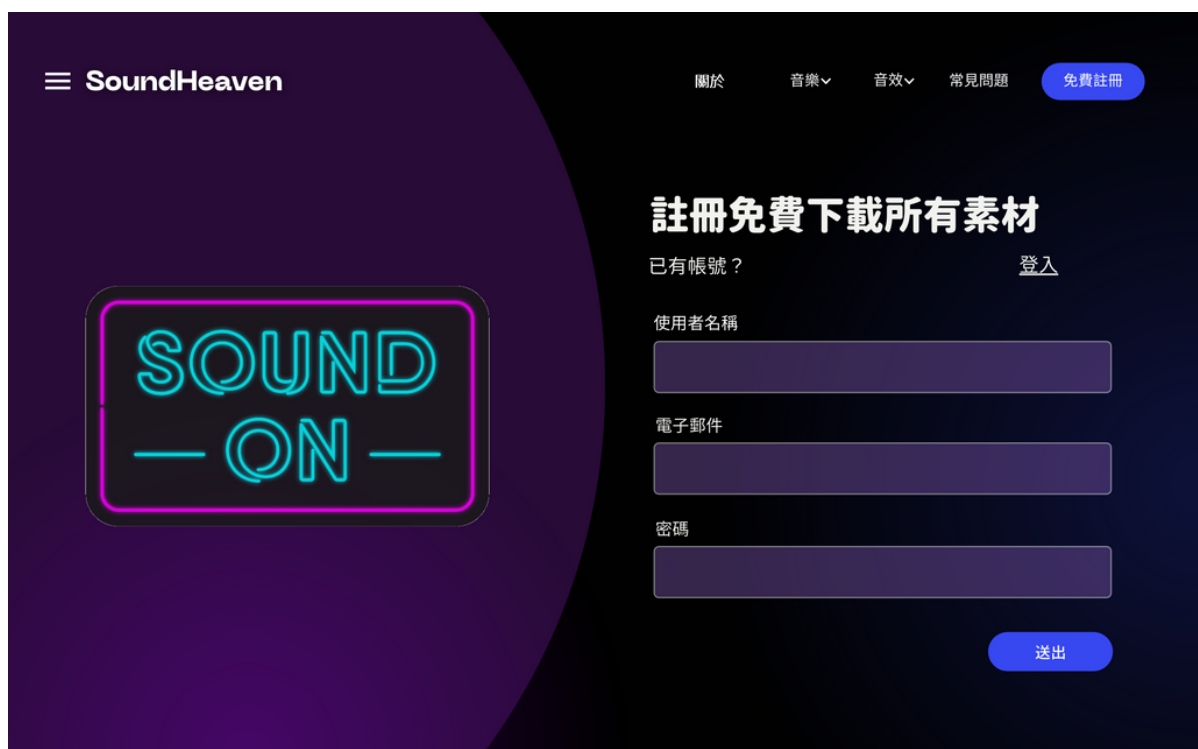 SoundHeaven
關於 音樂 音效 常見問題 免費註冊
SOUND
ON
註冊免費下載所有素材
已有帳號？ 登入
使用者名稱
電子郵件
密碼
送出